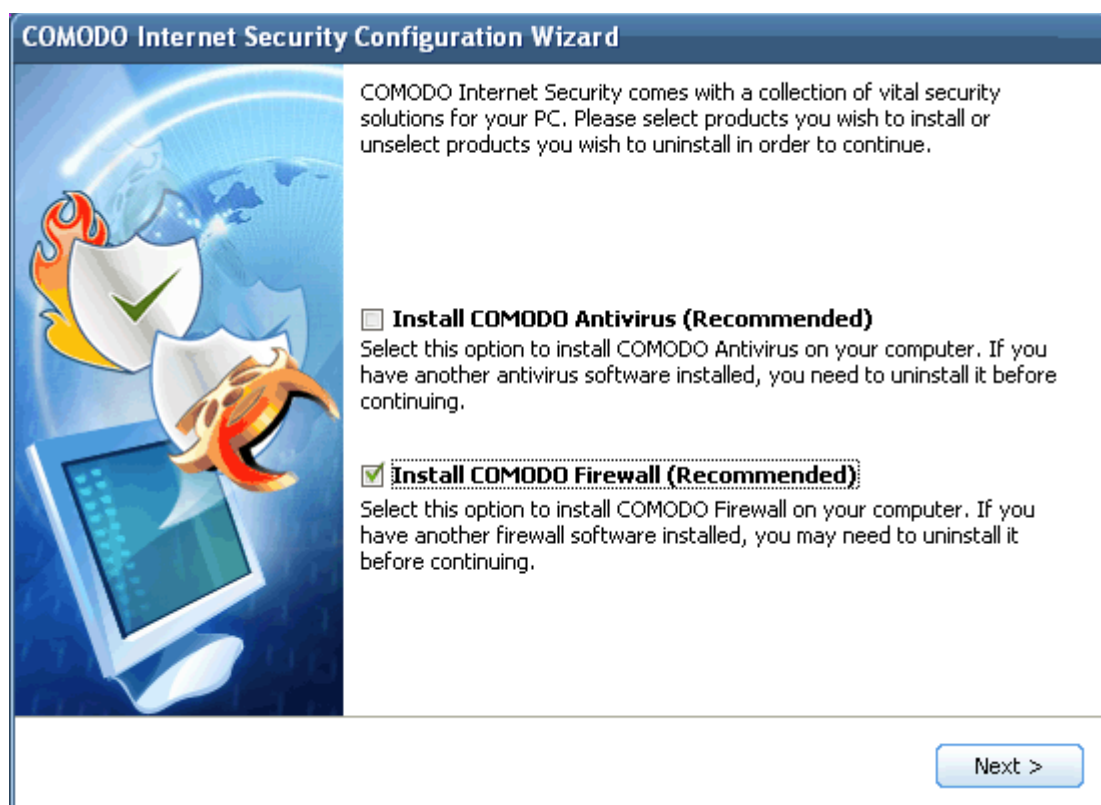 COMODO Internet Security Configuration Wizard
COMODO Internet Security comes with a collection of vital security
solutions for your PC. Please select products you wish to install or
unselect products you wish to uninstall in order to continue.
Install COMODO Antivirus (Recommended)
Select this option to install COMODO Antivirus on your computer. If you
have another antivirus software installed, you need to uninstall it before
continuing.
Install COMODO Firewall (Recommended)
Select this option to install COMODO Firewall on your computer. If you
have another firewall software installed, you may need to uninstall it
before continuing.
Next >